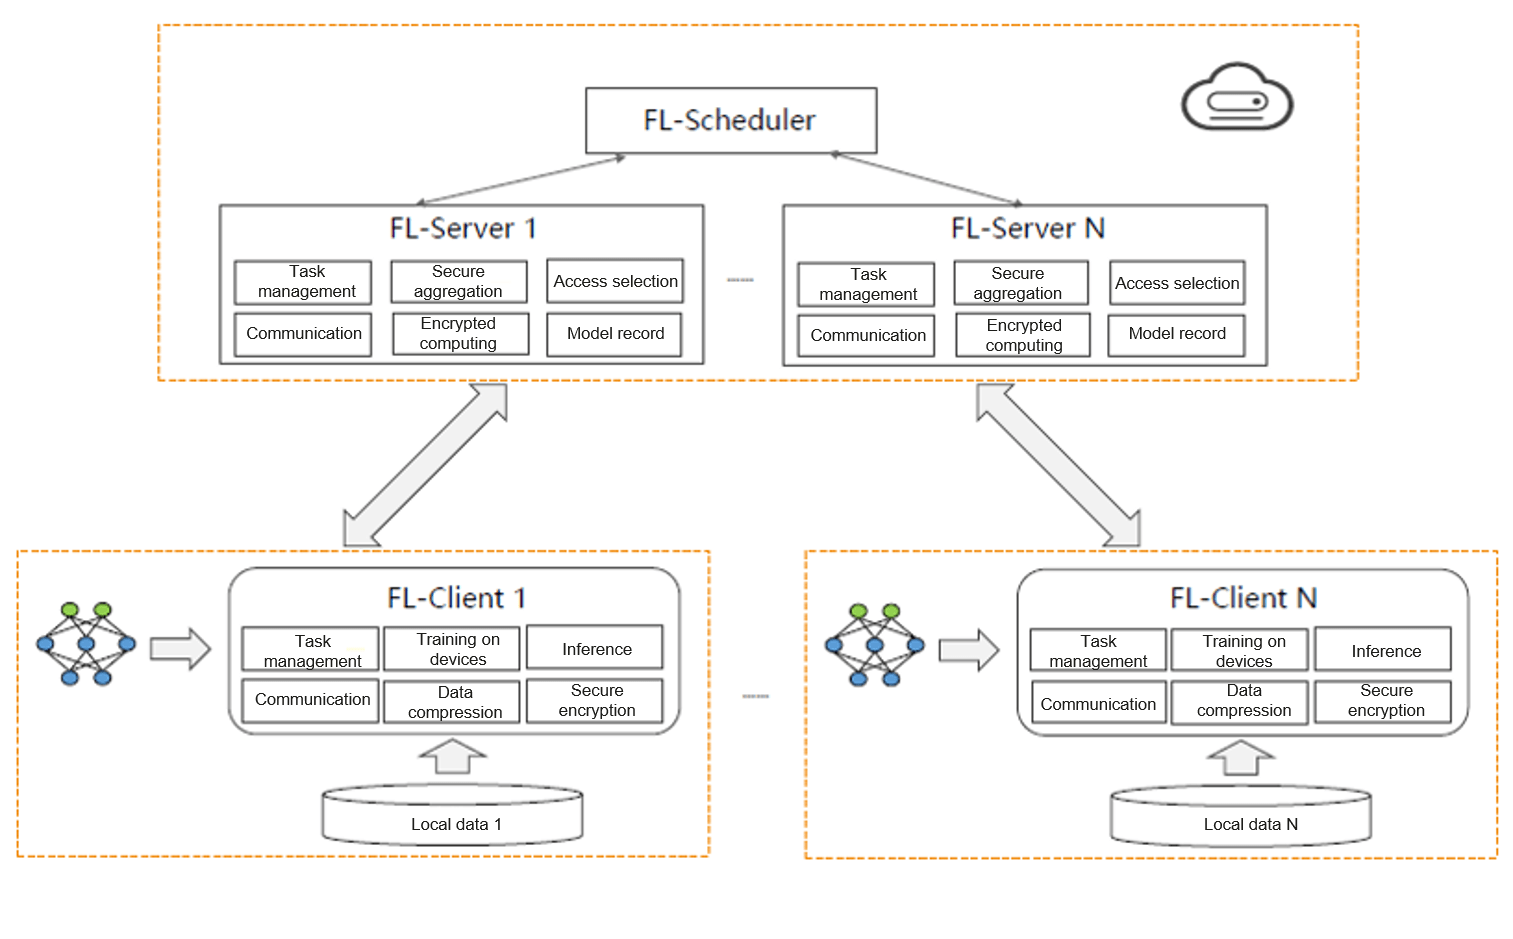 FL-Scheduler
FL-Server 1
Task
management
Secure
aggregation
Access selection
Communication
Encrypted
computing
Model record
......
FL-Server N
Task
management
Secure
aggregation
Access selection
Communication
Encrypted
computing
Model record
FL-Client 1
Task
management
Training on
devices
Inference
Communication
Data
compression
Secure
encryption
Local data 1
......
FL-Client N
Task
management
Training on
devices
Inference
Communication
Data
compression
Secure
encryption
Local data N